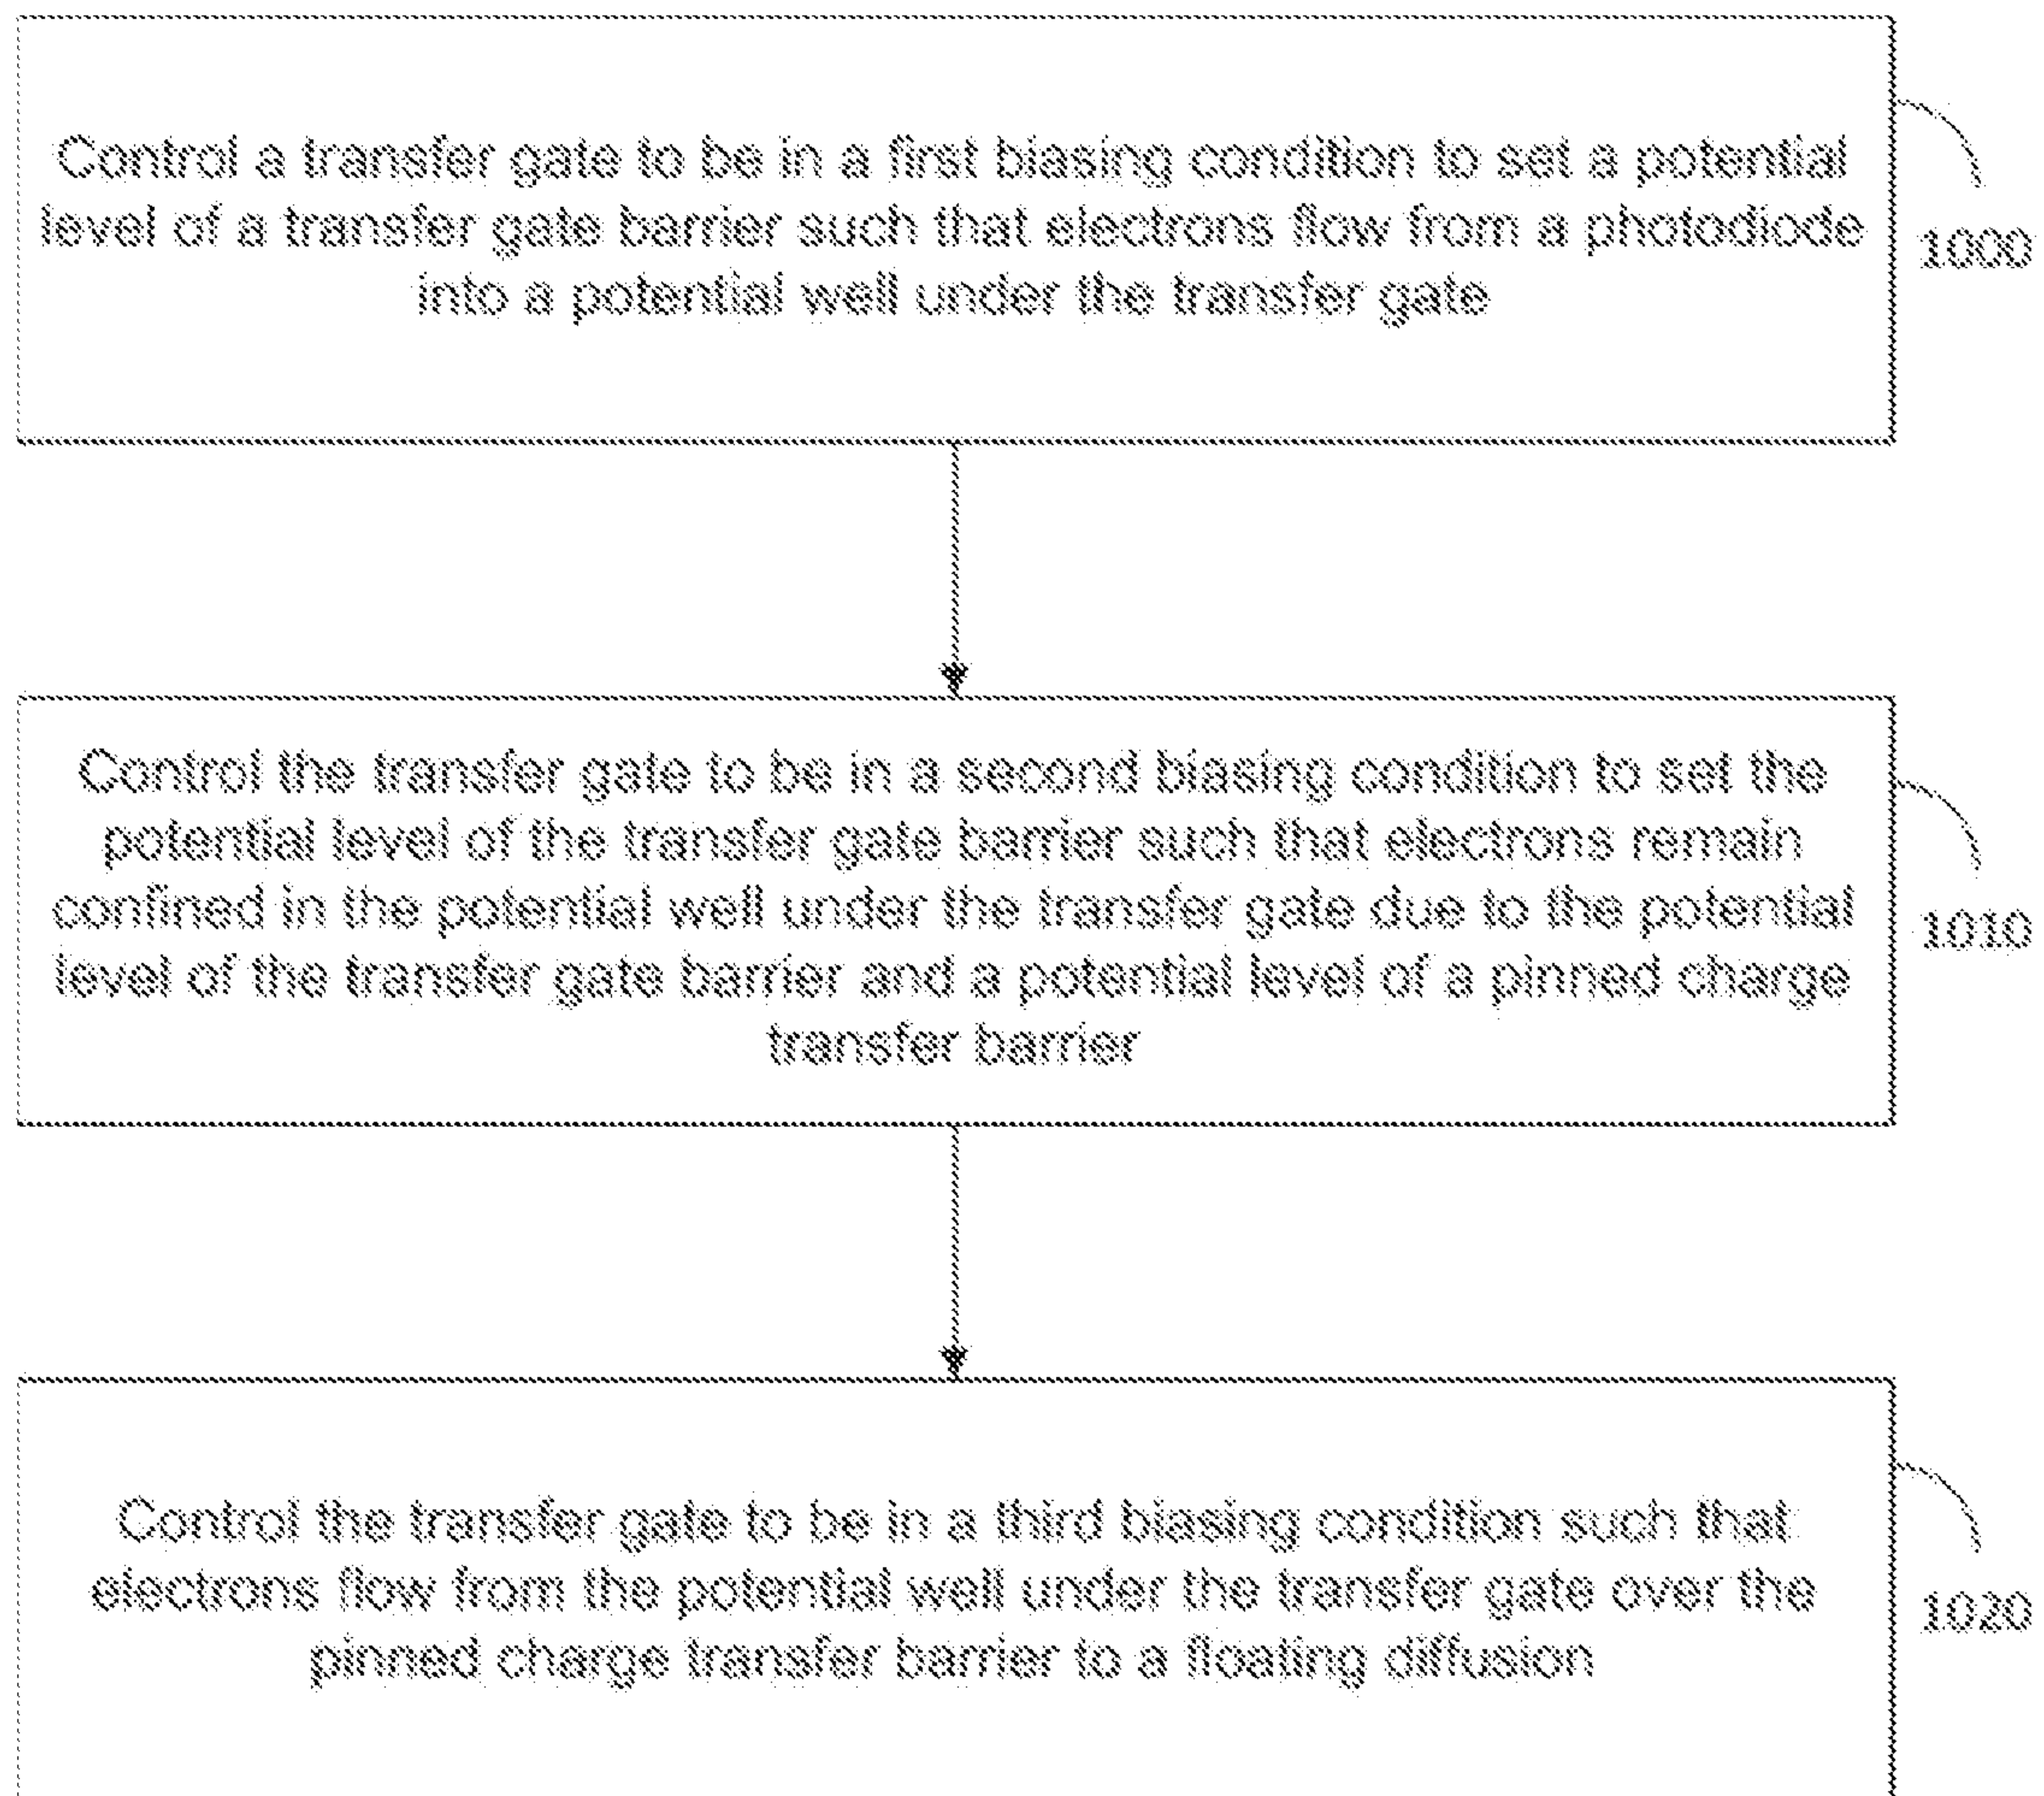 Control a transfer gate to be in a first biasing condition to set a potential
level of a transfer gate barrier such that electrons flow from a photodiode
into a potential well under the transfer gate
1000
Control the transfer gate to be in a second biasing condition to set the
potential level of the transfer gate barrier such that electrons remain
confined in the potential well under the transfer gate due to the potential
level of the transfer gate barrier and a potential level of a pinned charge
transfer barrier
1010
Control the transfer gate to be in a third biasing condition such that
electrons flow from the potential well under the transfer gate over the
pinned charge transfer barrier to a floating diffusion
1020